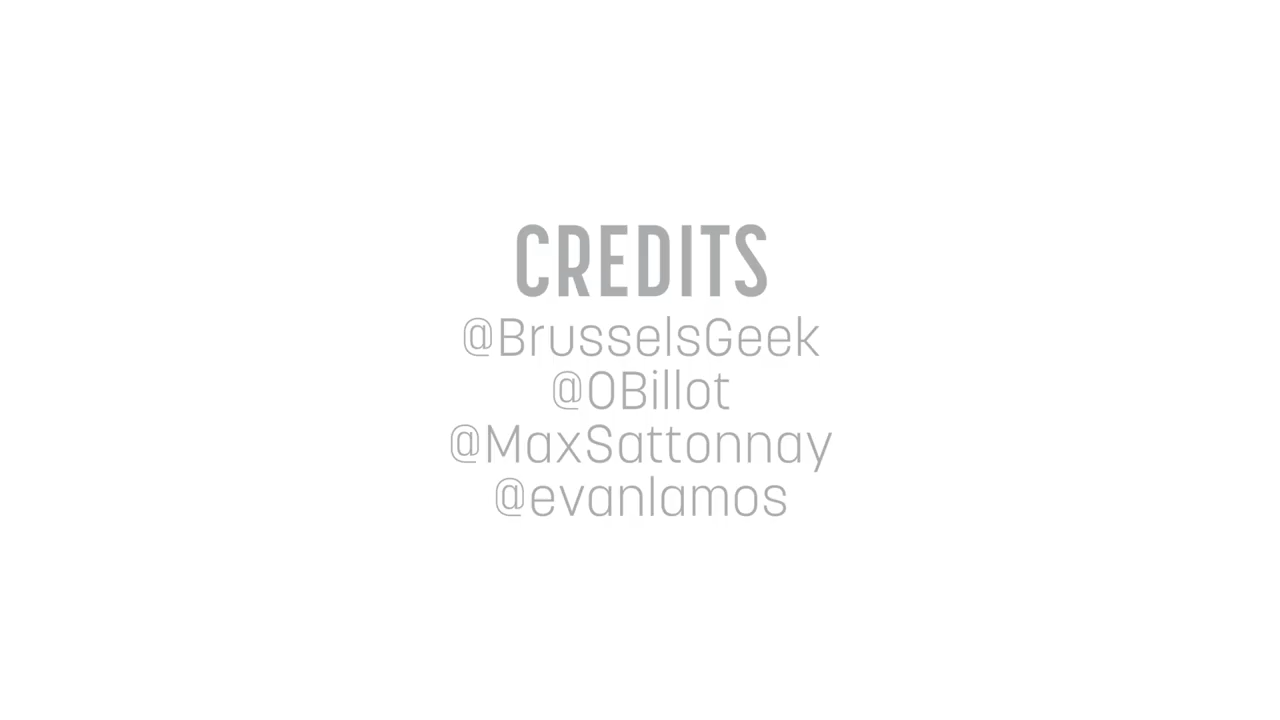 CREDITS
@BrusselsGeek
@OBillot
@MaxSattonnay
@evanlamos